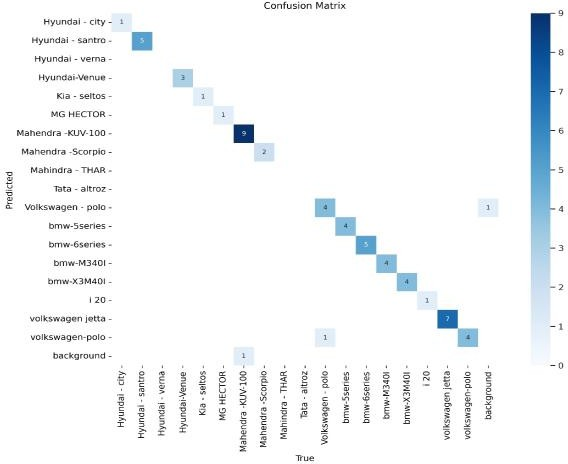 Confusion Matrix
Predicted
Hyundai - city
Hyundai - santro
Hyundai - verna
Hyundai-Venue
Kia - seltos
MG HECTOR
Mahendra -KUV-100
Mahendra -Scorpio
Mahindra - THAR
Tata - altroz
Volkswagen - polo
bmw-5series
bmw-6series
bmw-M340I
bmw-X3M40I
i 20
volkswagen jetta
volkswagen-polo
background
1
5
3
1
1
9
2
4 1
4
5
4
4
1
7
1 4
1
Hyundai - city
Hyundai - santro
Hyundai - verna
Hyundai-Venue
Kia - seltos
MG HECTOR
Mahendra -KUV-100
Mahendra -Scorpio
Mahindra - THAR
Tata - altroz
Volkswagen - polo
bmw-5series
bmw-6series
bmw-M340I
bmw-X3M40I
i 20
volkswagen jetta
volkswagen-polo
background
True
9
8
7
6
5
4
3
2
1
0